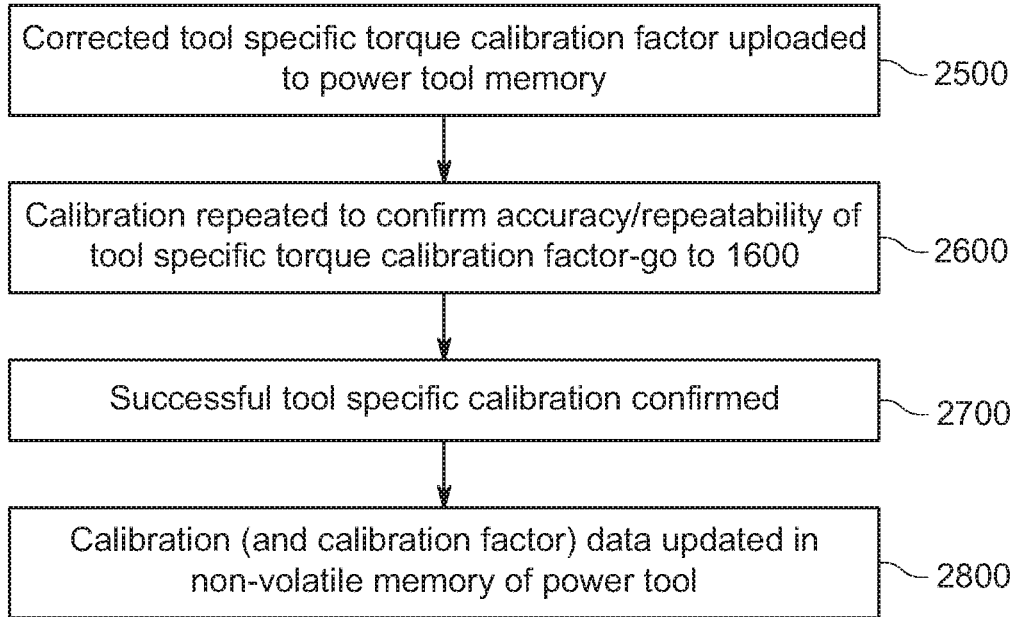 Corrected tool specific torque calibration factor uploaded
to power tool memory
2500
Calibration repeated to confirm accuracy/repeatability of
tool specific torque calibration factor-go to 1600
2600
Successful tool specific calibration confirmed
2700
Calibration (and calibration factor) data updated in
non-volatile memory of power tool
2800